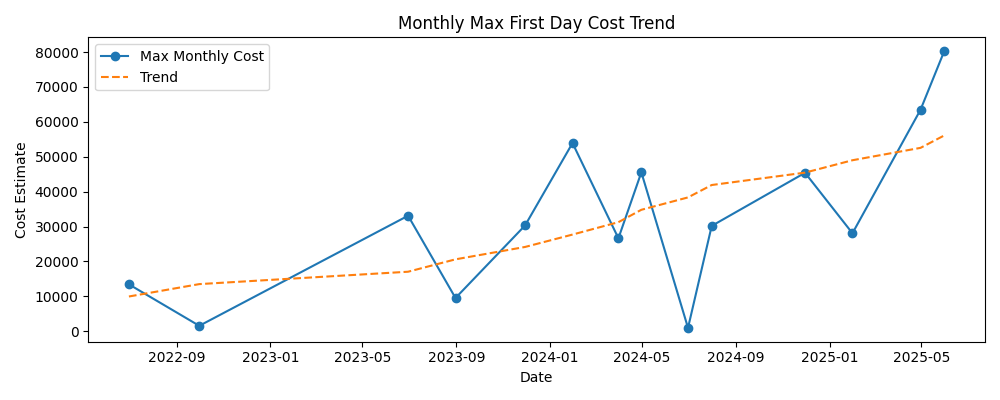 Monthly Max First Day Cost Trend
Max Monthly Cost
Trend
Cost Estimate
80000
70000
60000
50000
40000
30000
20000
10000
0
2022-09 2023-01 2023-05 2023-09 2024-01 2024-05 2024-09 2025-01 2025-05
Date